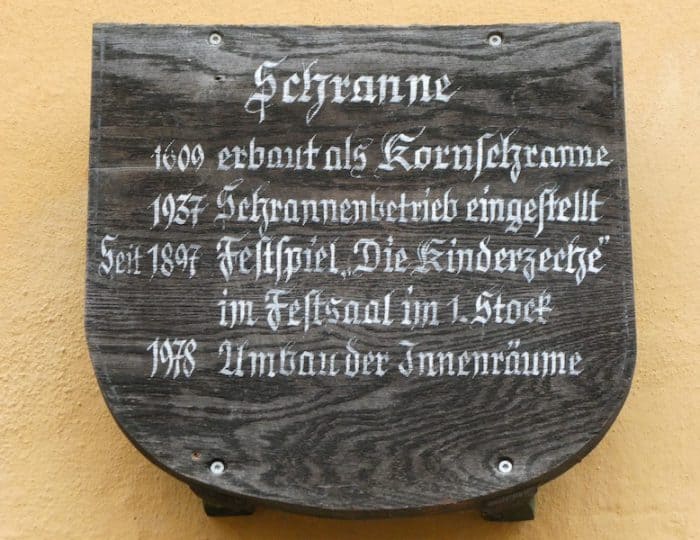 Schranne
1609 erbaut als Kornschranne
1937 Schrannenbetrieb eingestellt
Seit 1897 Festspiel „Die Kinderzeche“
im Festsaal im 1. Stock
1978 Umbau der Innenräume